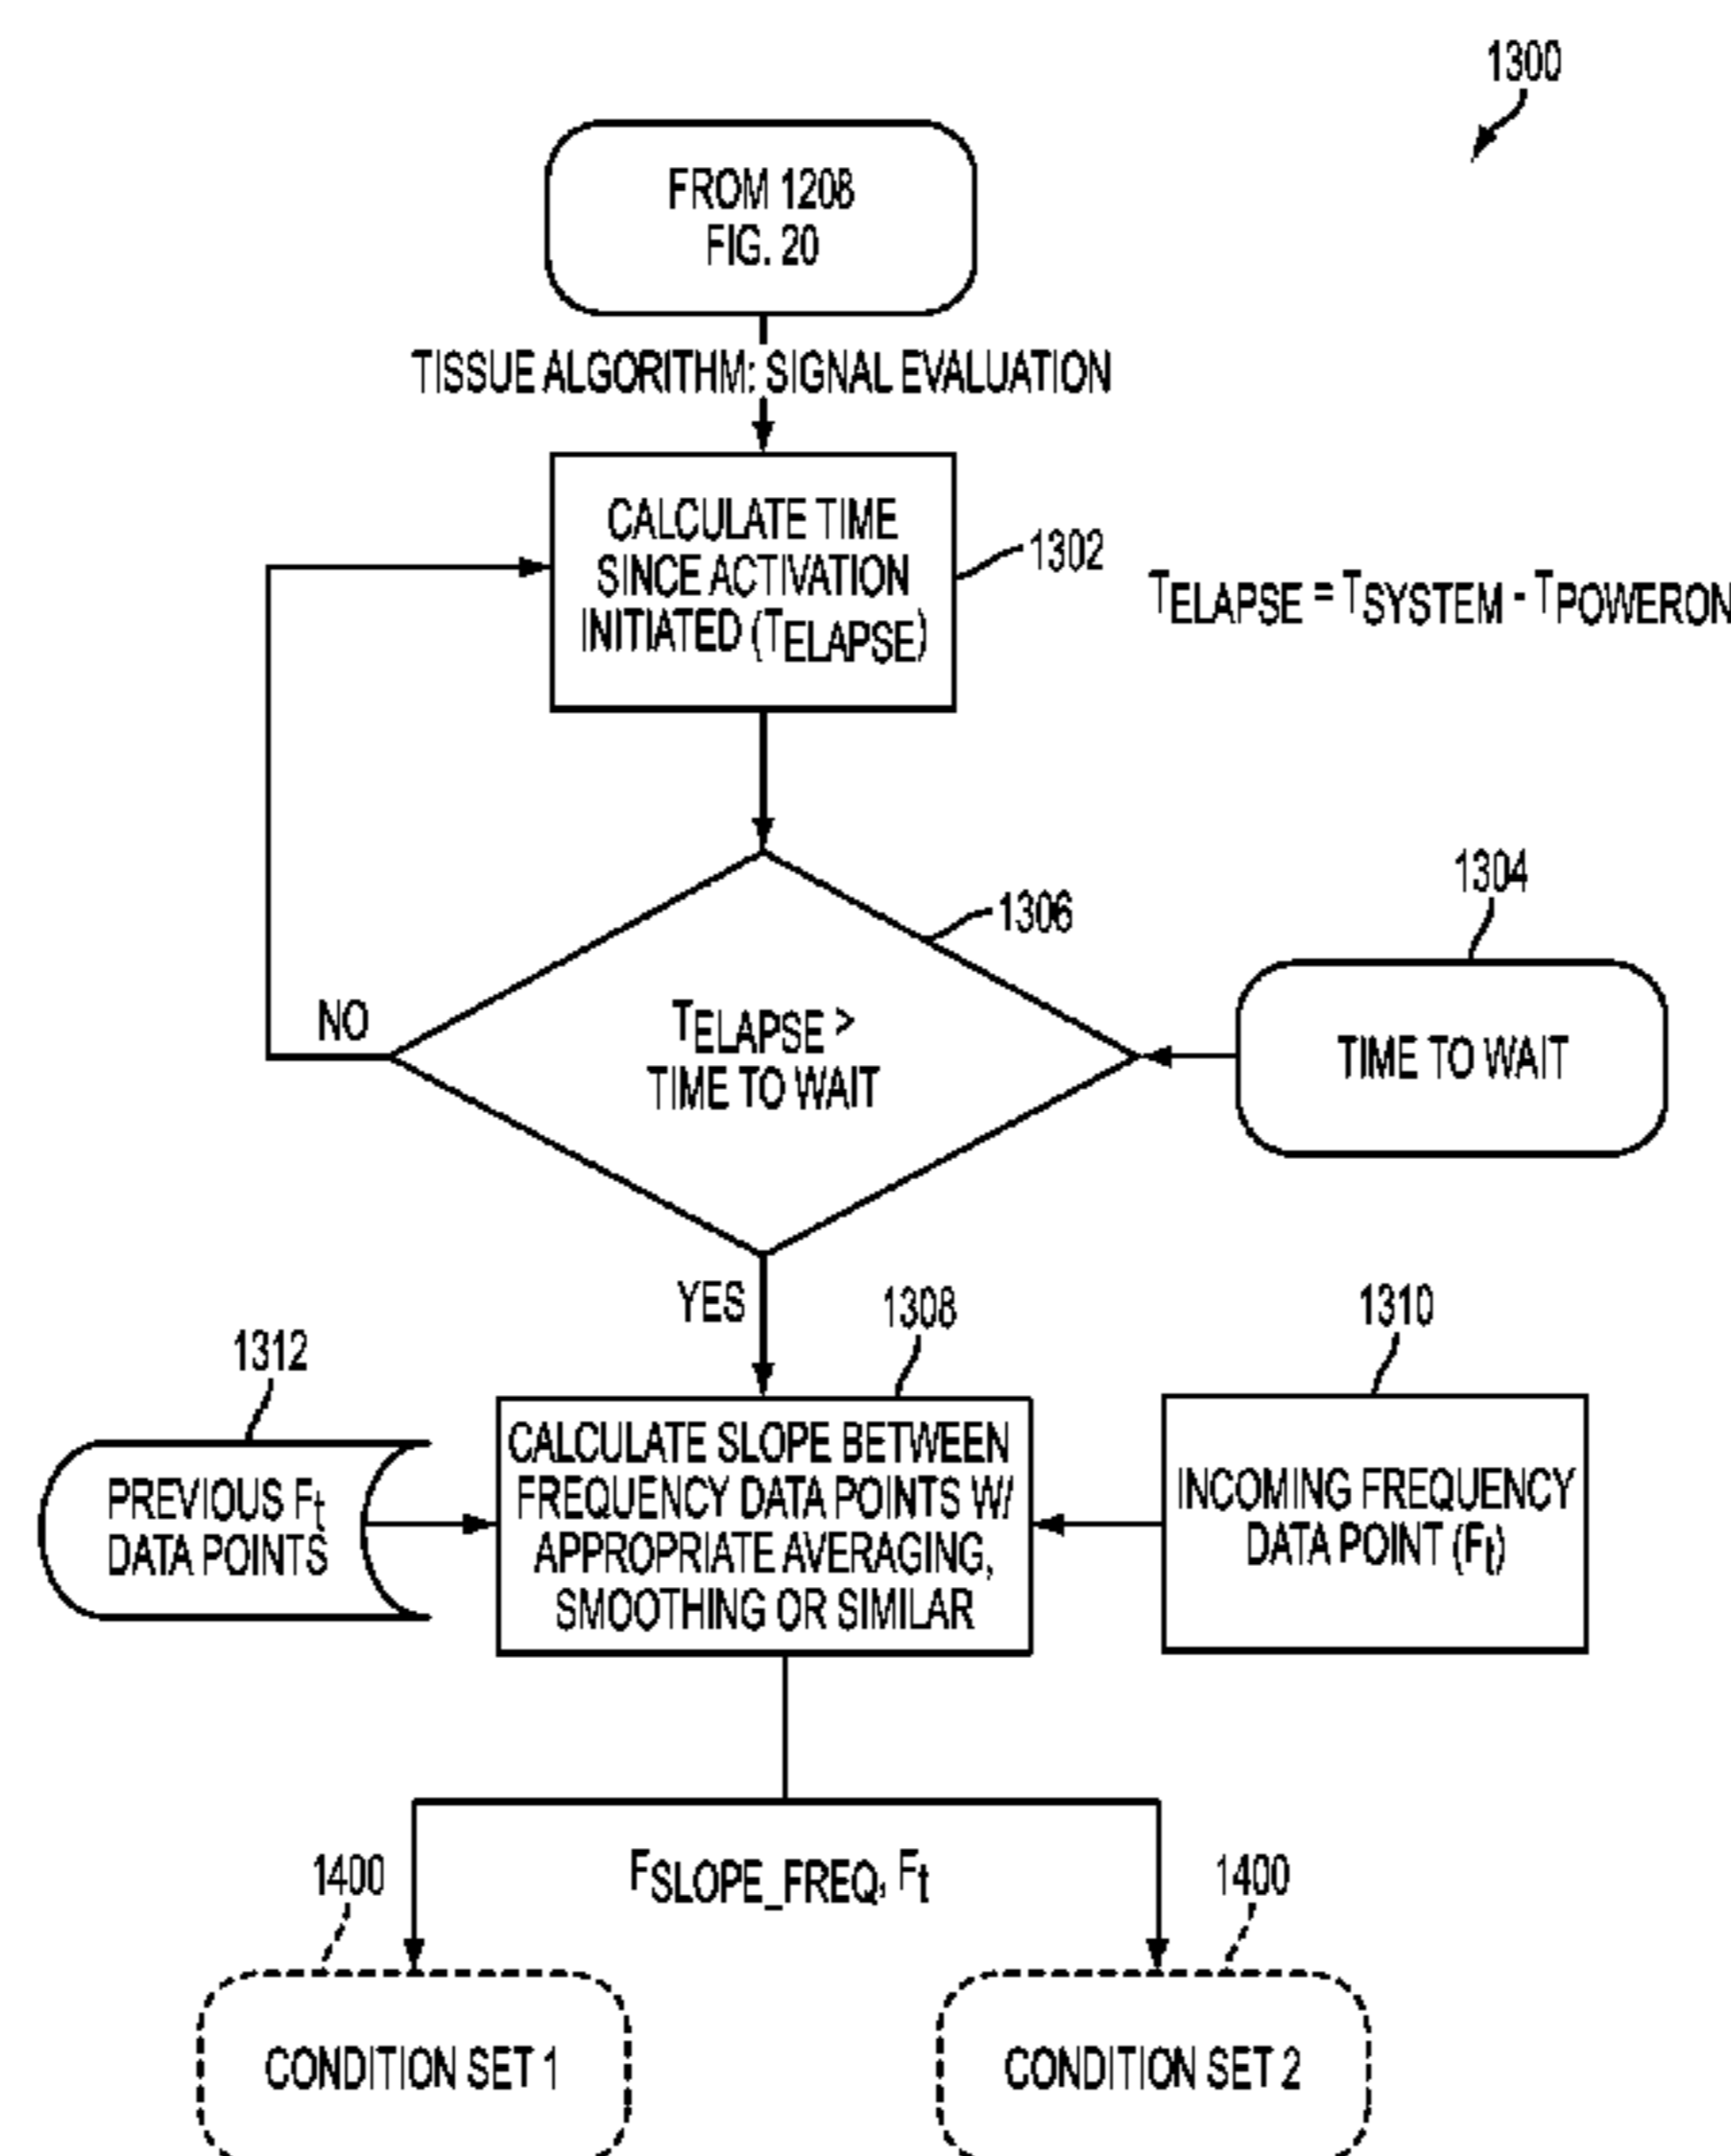 1300
FROM 1208
FIG. 20
TISSUE ALGORITHM: SIGNAL EVALUATION
CALCULATE TIME
SINCE ACTIVATION
INITIATED (TELAPSE)
1302
TELAPSE = TSYSTEM - TPOWERON
1304
1306
NO
TELAPSE >
TIME TO WAIT
TIME TO WAIT
YES
1308
1310
1312
PREVIOUS Ft
DATA POINTS
CALCULATE SLOPE BETWEEN
FREQUENCY DATA POINTS W/
APPROPRIATE AVERAGING,
SMOOTHING OR SIMILAR
INCOMING FREQUENCY
DATA POINT (Ft)
1400
FSLOPE_FREQ, Ft
1400
CONDITION SET 1
CONDITION SET 2